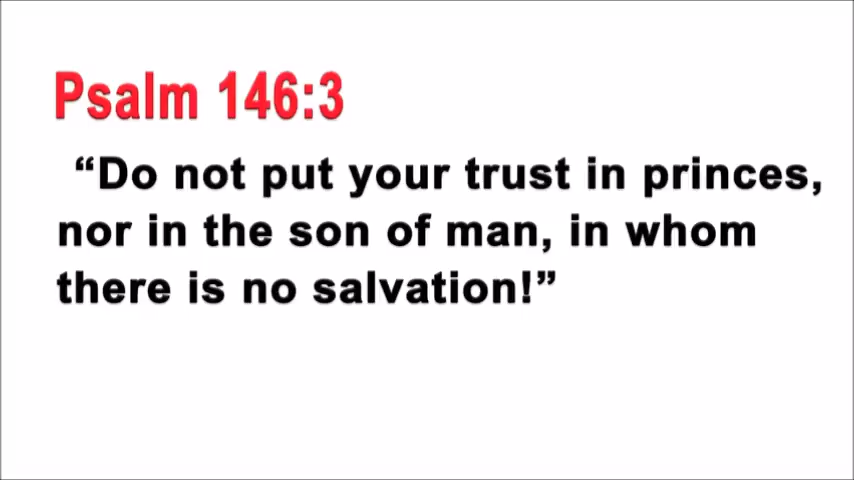 Psalm 146:3
“Do not put your trust in princes,
nor in the son of man, in whom
there is no salvation!”